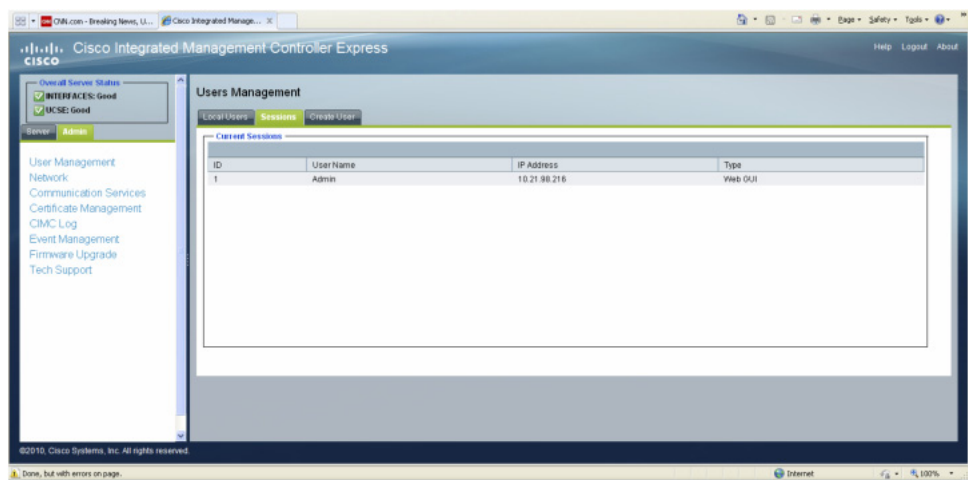 CNN.com - Breaking News, U...
Cisco Integrated Manage...
Page
Safety
Tools
CISCO
Cisco Integrated Management Controller Express
Help Logout About
Overall Server Status
INTERFACES: Good
UCSE: Good
Server Admin
User Management
Network
Communication Services
Certificate Management
CIMC Log
Event Management
Firmware Upgrade
Tech Support
Users Management
Local Users Sessions Create User
Current Sessions
ID User Name IP Address Type
1 Admin 10.21.98.216 Web GUI
©2010, Cisco Systems, Inc. All rights reserved.
Done, but with errors on page.
Internet
100%